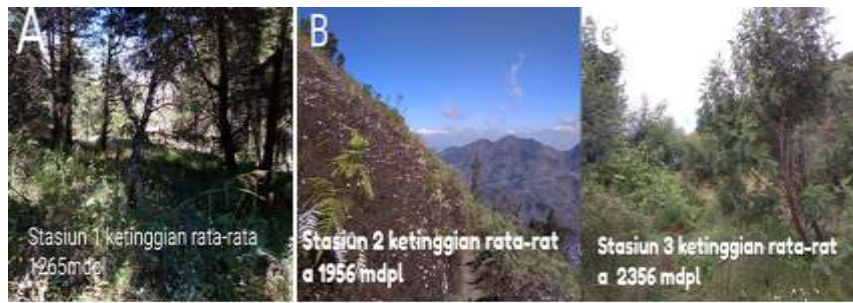 A
Stasiun 1 ketinggian rata-rata
1265mdpl
B
Stasiun 2 ketinggian rata-rat
a 1956 mdpl
C
Stasiun 3 ketinggian rata-rat
a 2356 mdpl